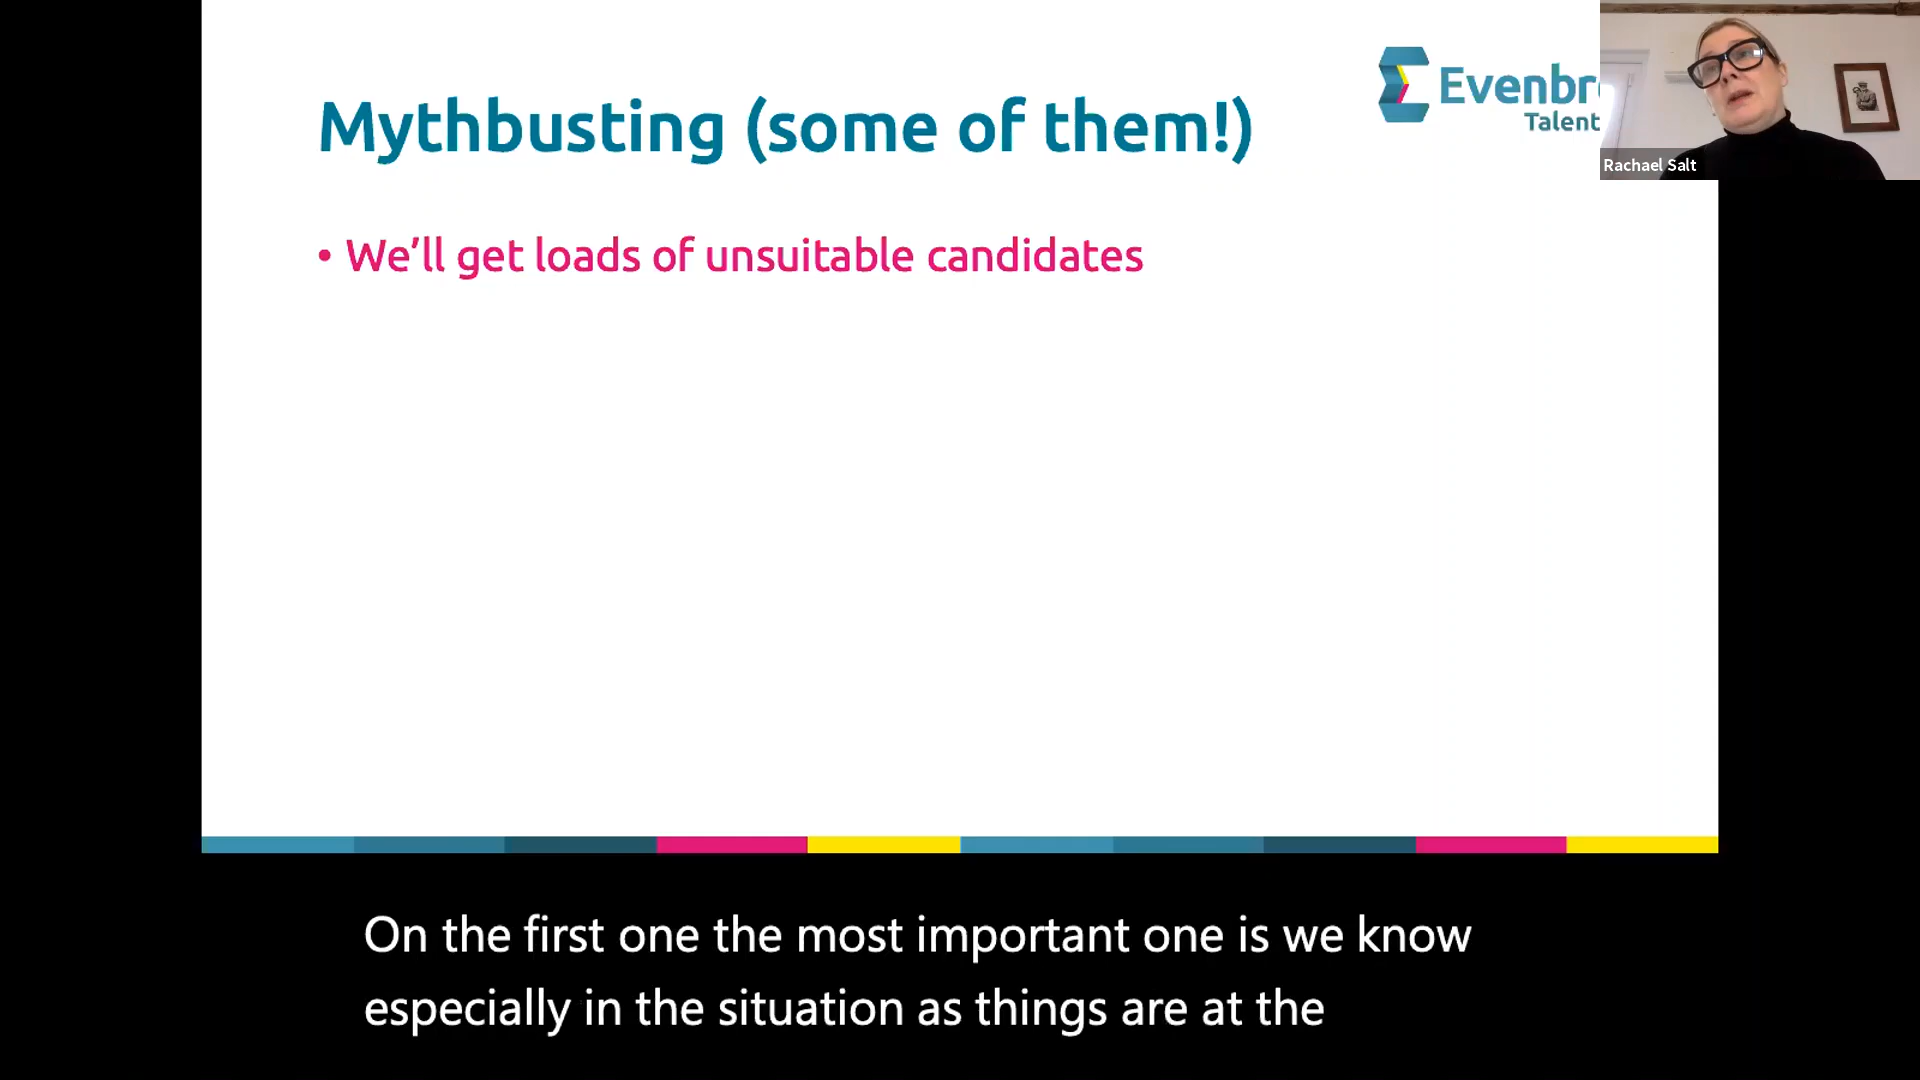 Mythbusting (some of them!)
Talent
Rachael Salt
• We'll get loads of unsuitable candidates
On the first one the most important one is we know
especially in the situation as things are at the